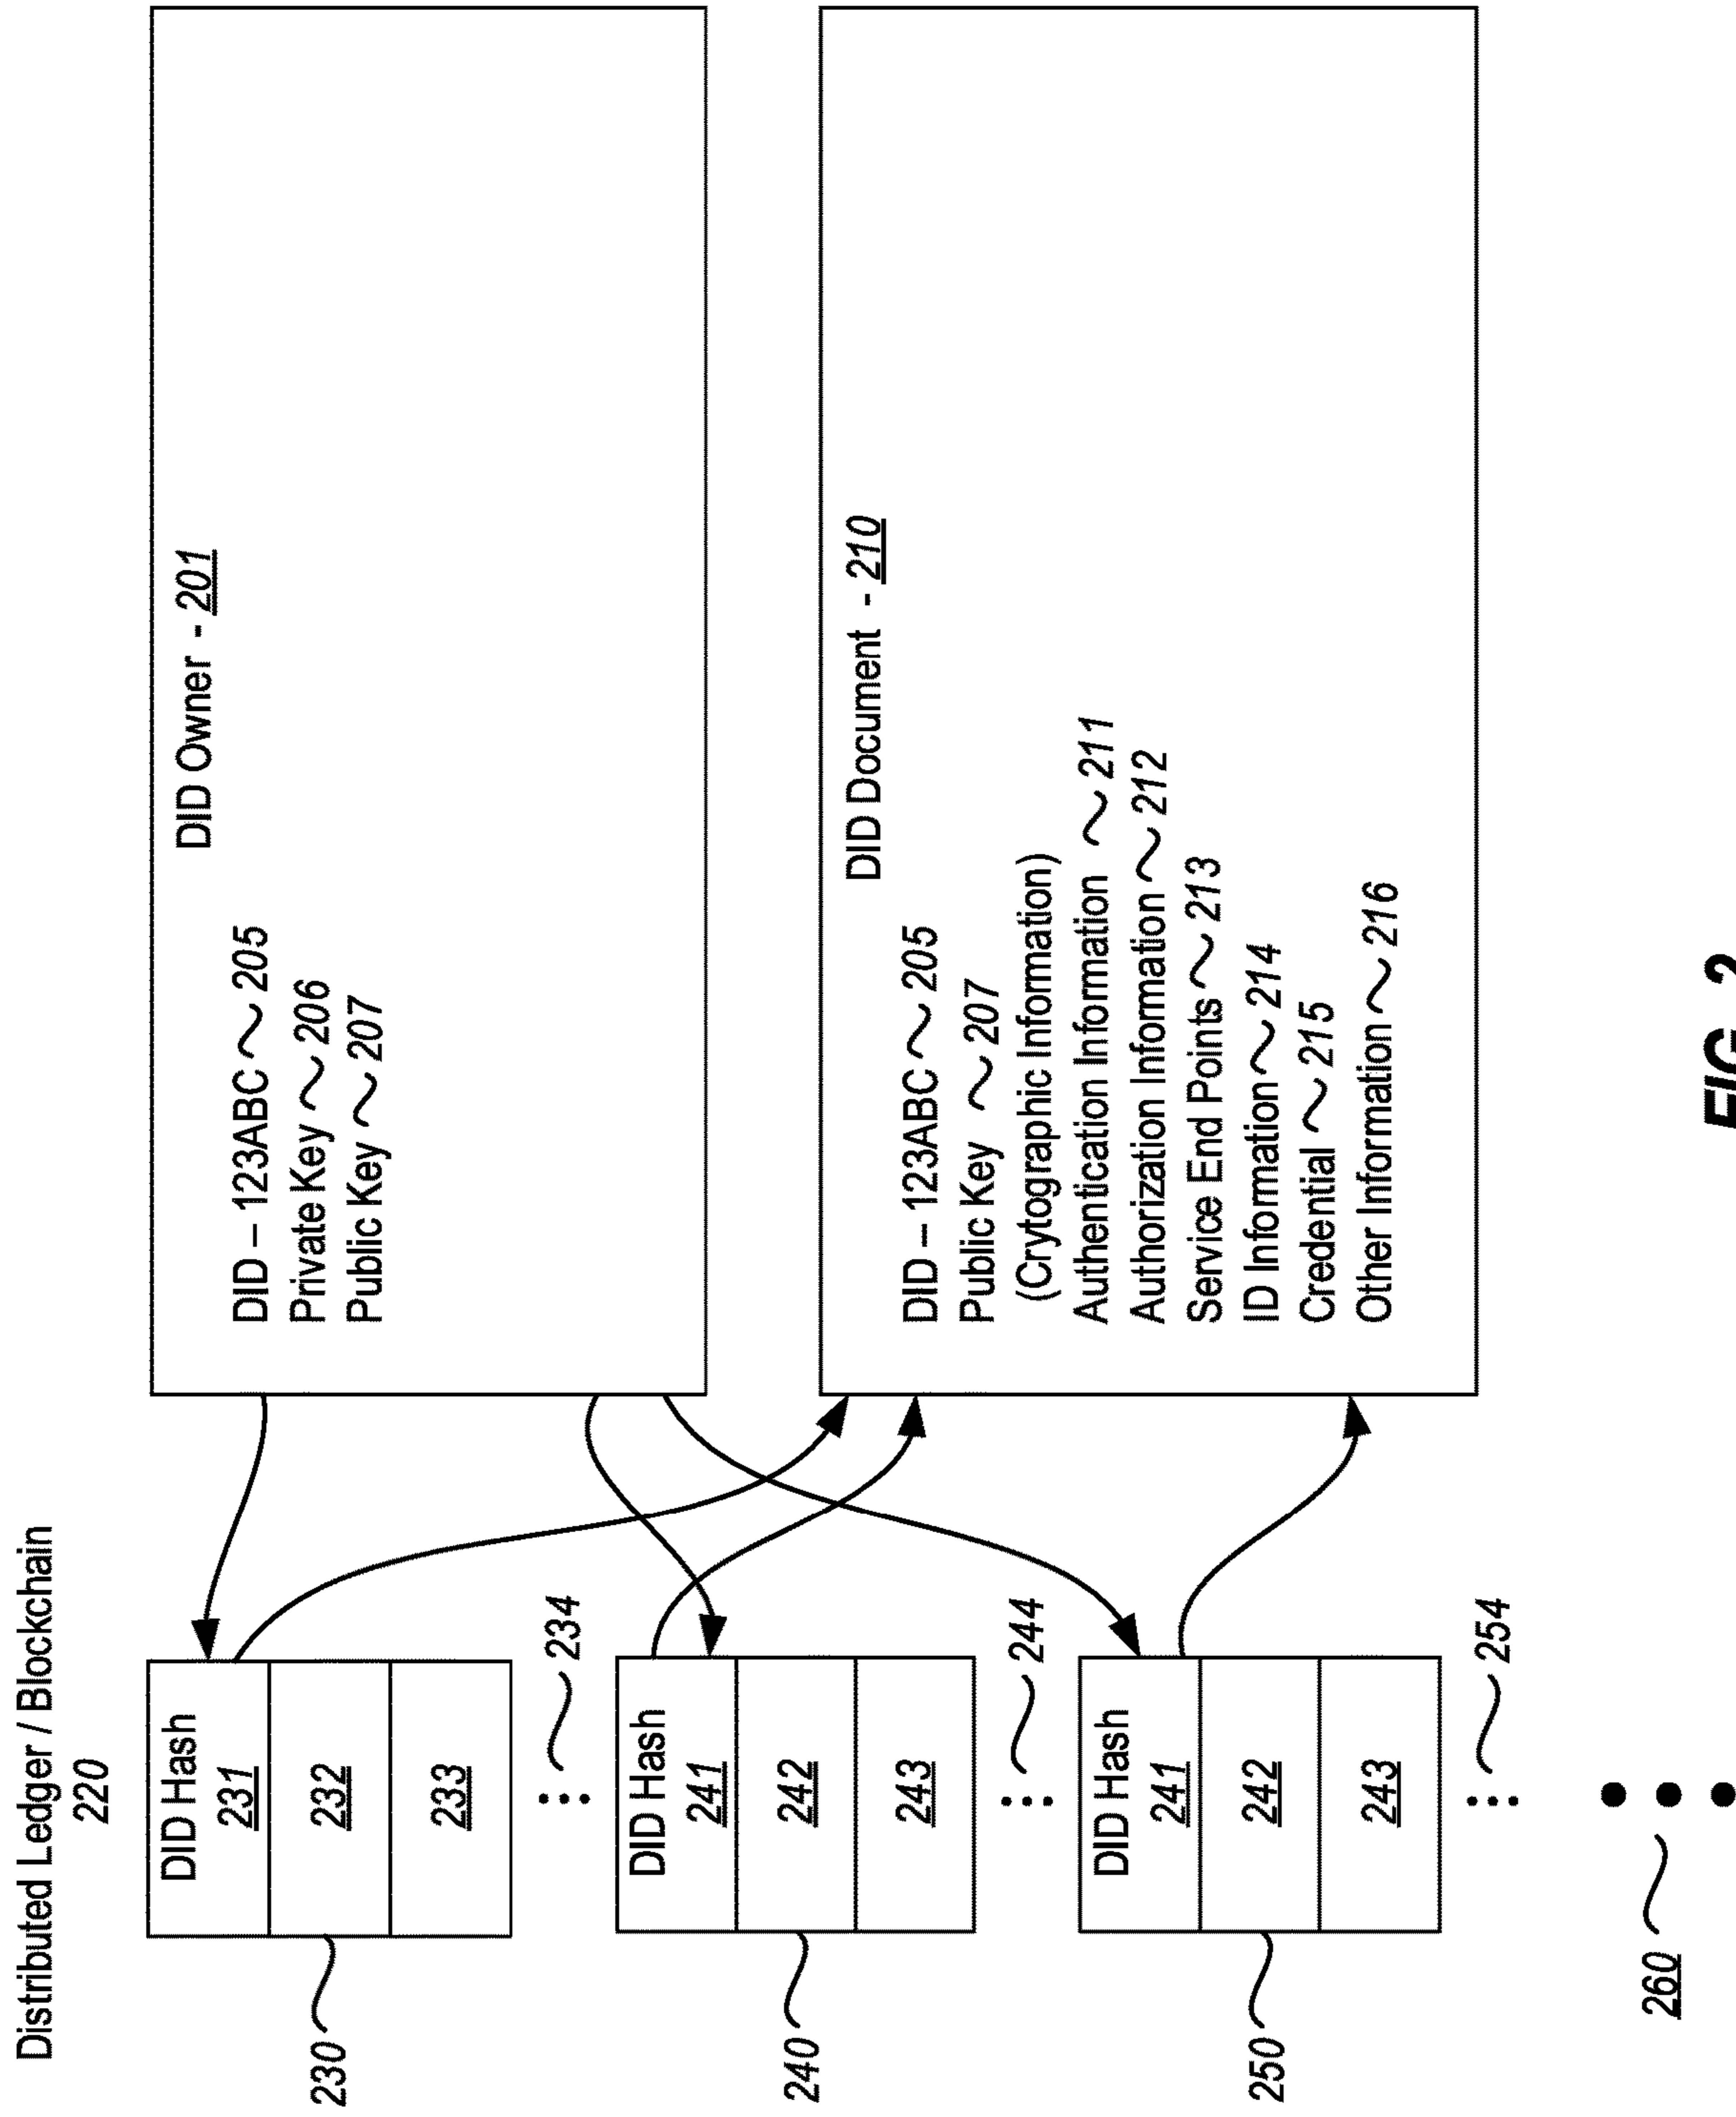 Distributed Ledger / Blockchain
220
DID Hash
231
232
233
230
234
DID Hash
241
242
243
240
244
DID Hash
241
242
243
250
254
260
DID Owner - 201
DID – 123ABC 205
Private Key 206
Public Key 207
DID Document - 210
DID – 123ABC 205
Public Key 207
(Crytographic Information)
Authentication Information 211
Authorization Information 212
Service End Points 213
ID Information 214
Credential 215
Other Information 216
FIG. 2